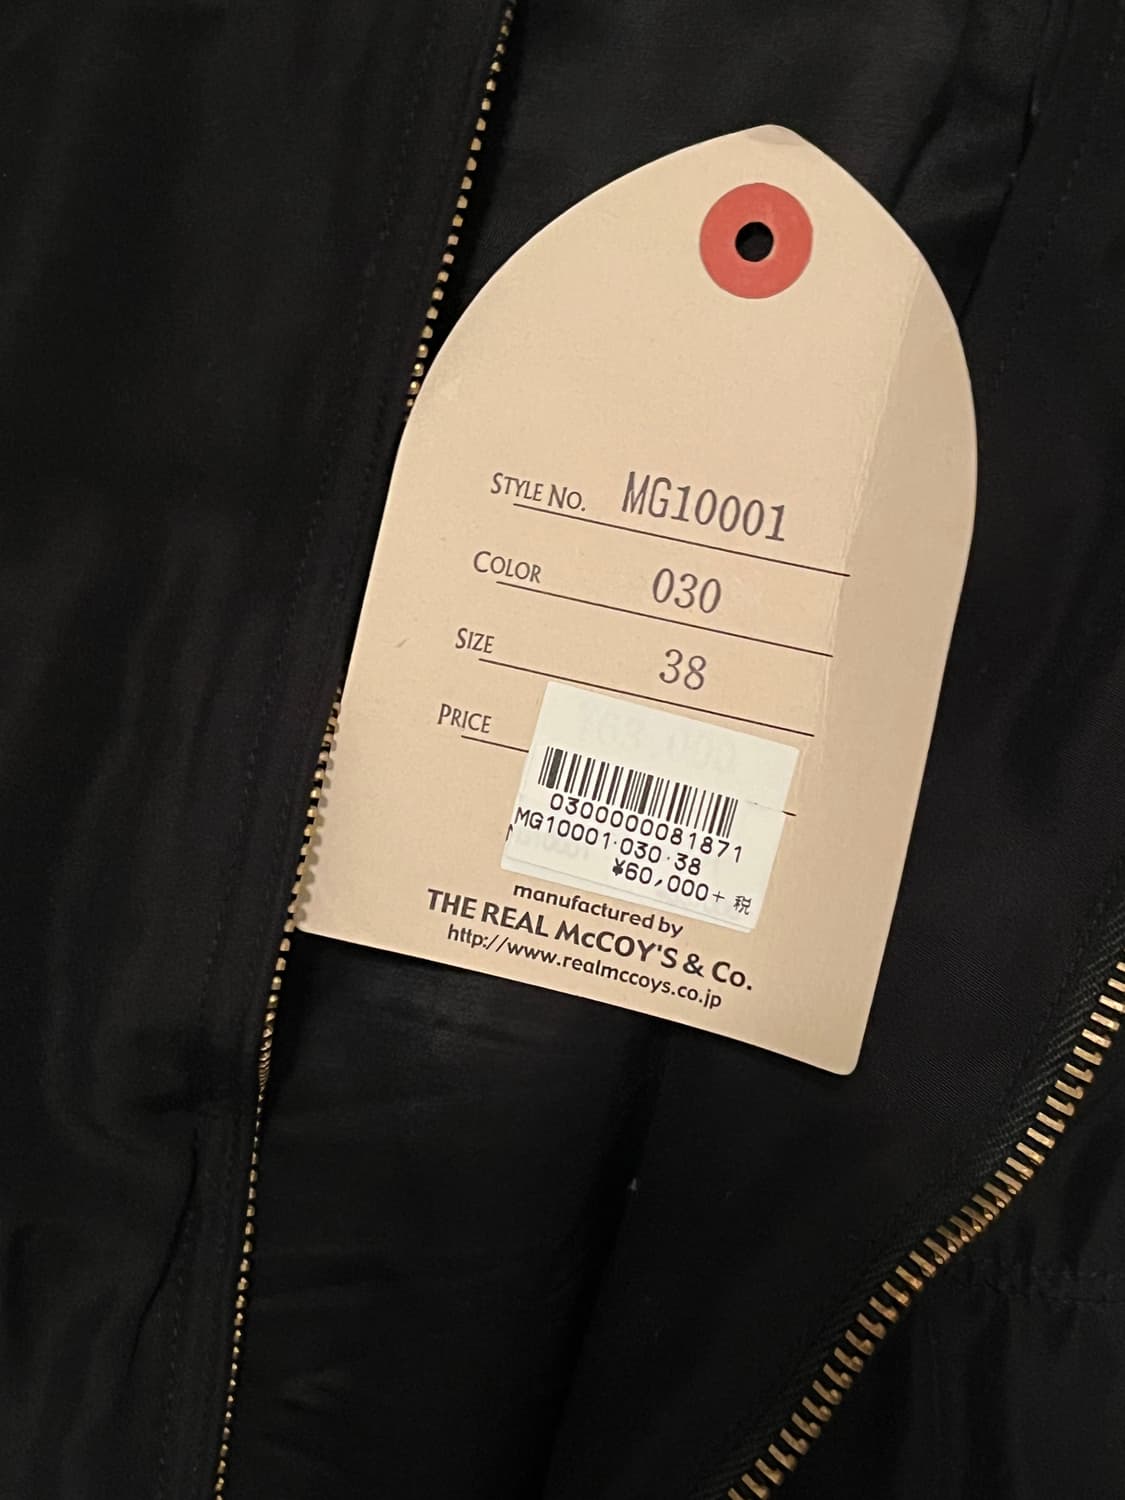 STYLE NO. MG10001
COLOR 030
SIZE 38
PRICE
0300000081871
MG10001·030·38
¥60,000+ 税
manufactured by
THE REAL McCOY'S & Co.
http://www.realmccoys.co.jp